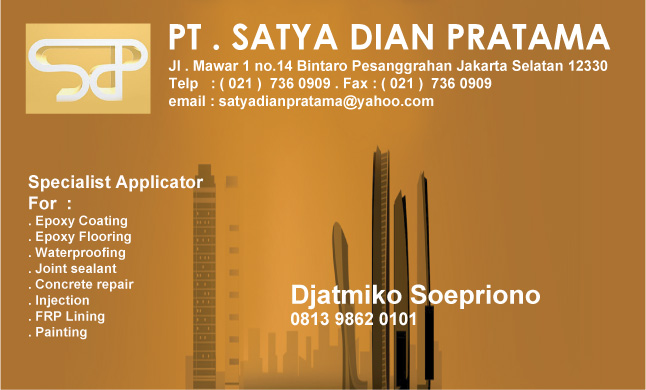 sdp
PT . SATYA DIAN PRATAMA
Jl . Mawar 1 no.14 Bintaro Pesanggrahan Jakarta Selatan 12330
Telp : ( 021 ) 736 0909 . Fax : ( 021 ) 736 0909
email : satyadianpratama@yahoo.com
Specialist Applicator
For :
. Epoxy Coating
. Epoxy Flooring
. Waterproofing
. Joint sealant
. Concrete repair
. Injection
. FRP Lining
. Painting
Djatmiko Soepriono
0813 9862 0101